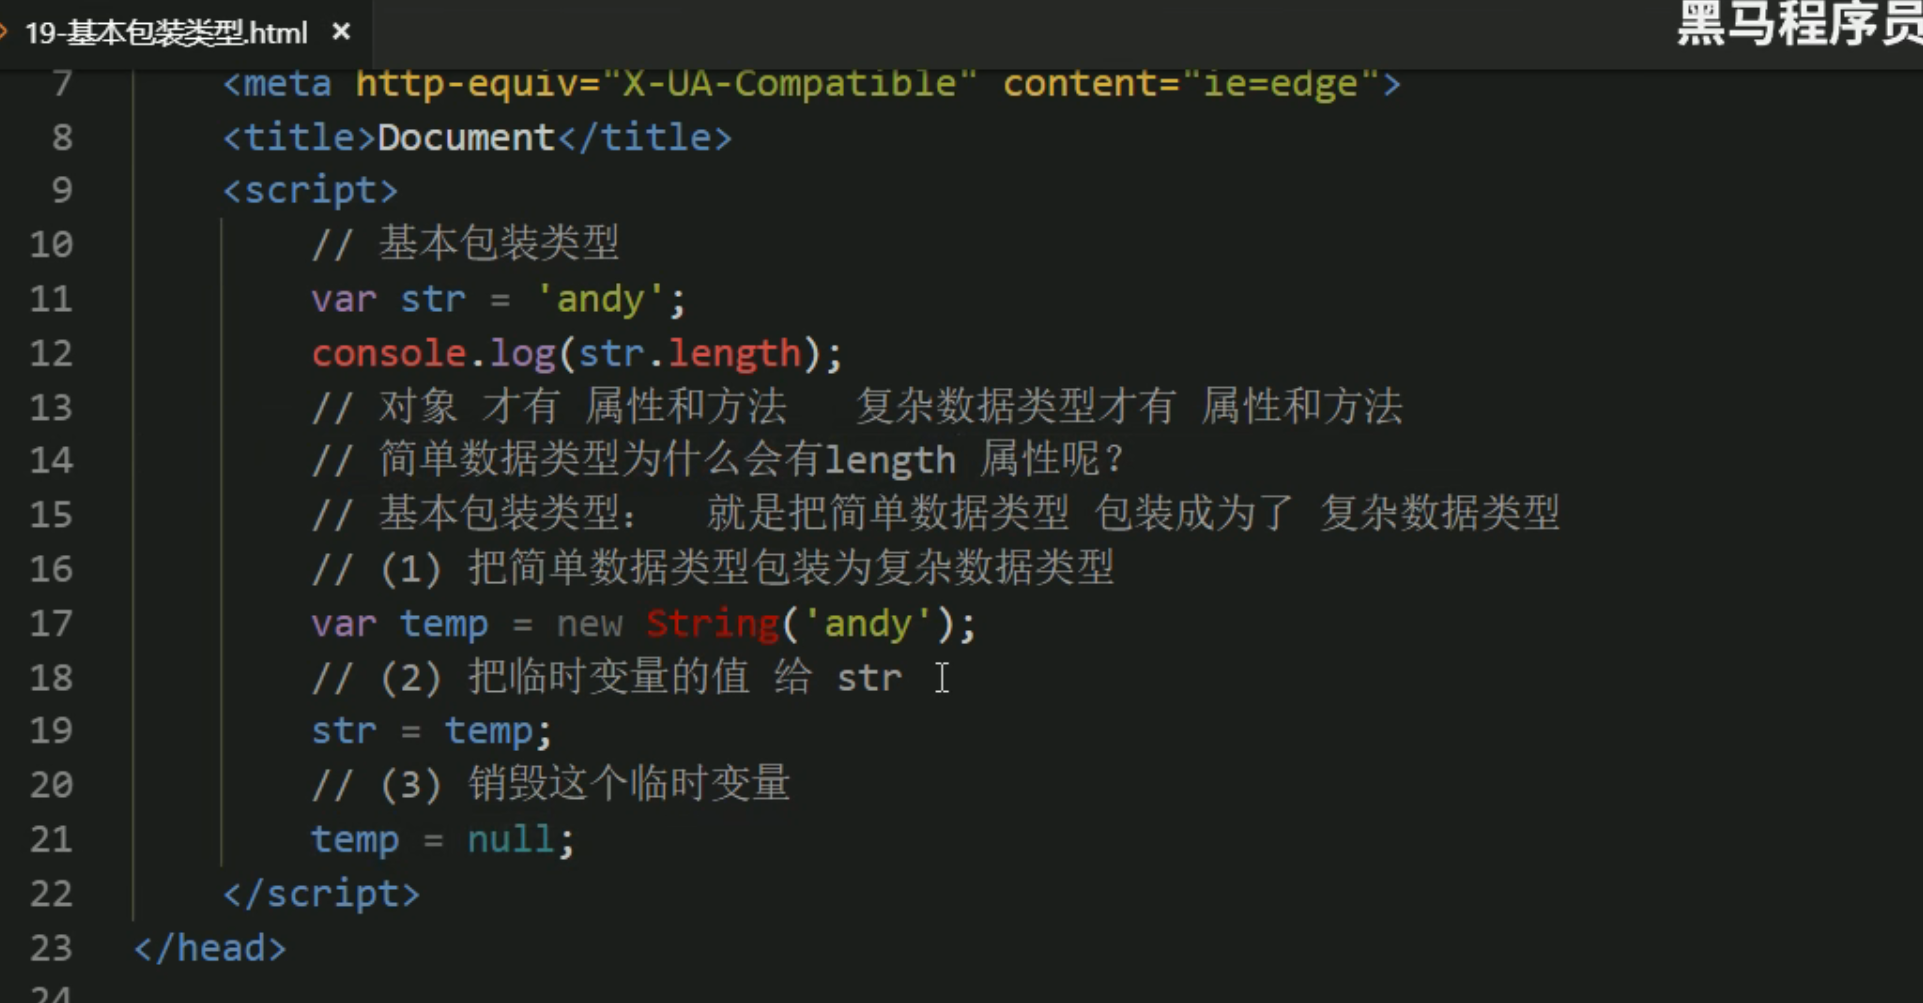 19-基本包装类型.html ×
黑马程序员
7 <meta http-equiv="X-UA-Compatible" content="ie=edge">
8 <title>Document</title>
9 <script>
10 // 基本包装类型
11 var str = 'andy';
12 console.log(str.length);
13 // 对象 才有 属性和方法 复杂数据类型才有 属性和方法
14 // 简单数据类型为什么会有length 属性呢?
15 // 基本包装类型： 就是把简单数据类型 包装成为了 复杂数据类型
16 // (1) 把简单数据类型包装为复杂数据类型
17 var temp = new String('andy');
18 // (2) 把临时变量的值 给 str
19 str = temp;
20 // (3) 销毁这个临时变量
21 temp = null;
22 </script>
23 </head>
24